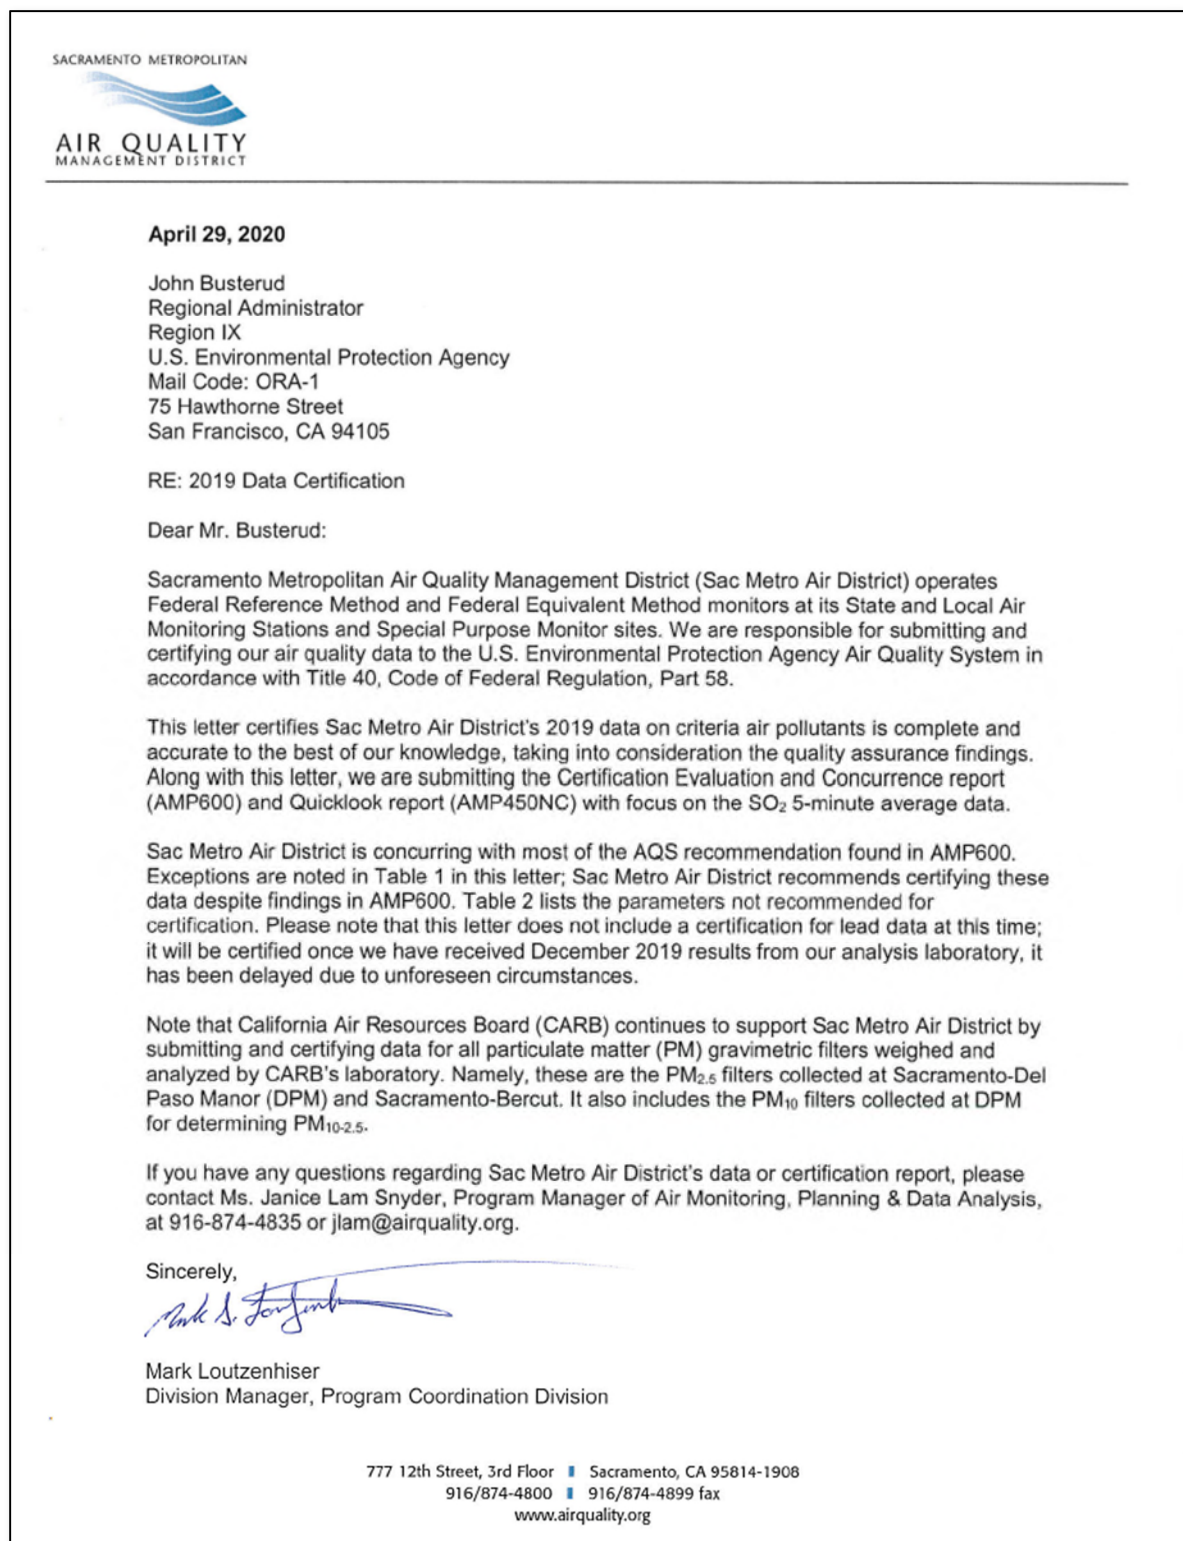 SACRAMENTO METROPOLITAN
AIR QUALITY
MANAGEMENT DISTRICT
April 29, 2020
John Busterud
Regional Administrator
Region IX
U.S. Environmental Protection Agency
Mail Code: ORA-1
75 Hawthorne Street
San Francisco, CA 94105
RE: 2019 Data Certification
Dear Mr. Busterud:
Sacramento Metropolitan Air Quality Management District (Sac Metro Air District) operates
Federal Reference Method and Federal Equivalent Method monitors at its State and Local Air
Monitoring Stations and Special Purpose Monitor sites. We are responsible for submitting and
certifying our air quality data to the U.S. Environmental Protection Agency Air Quality System in
accordance with Title 40, Code of Federal Regulation, Part 58.
This letter certifies Sac Metro Air District's 2019 data on criteria air pollutants is complete and
accurate to the best of our knowledge, taking into consideration the quality assurance findings.
Along with this letter, we are submitting the Certification Evaluation and Concurrence report
(AMP600) and Quicklook report (AMP450NC) with focus on the SO₂ 5-minute average data.
Sac Metro Air District is concurring with most of the AQS recommendation found in AMP600.
Exceptions are noted in Table 1 in this letter; Sac Metro Air District recommends certifying these
data despite findings in AMP600. Table 2 lists the parameters not recommended for
certification. Please note that this letter does not include a certification for lead data at this time;
it will be certified once we have received December 2019 results from our analysis laboratory, it
has been delayed due to unforeseen circumstances.
Note that California Air Resources Board (CARB) continues to support Sac Metro Air District by
submitting and certifying data for all particulate matter (PM) gravimetric filters weighed and
analyzed by CARB's laboratory. Namely, these are the PM₂.₅ filters collected at Sacramento-Del
Paso Manor (DPM) and Sacramento-Bercut. It also includes the PM₁₀ filters collected at DPM
for determining PM₁₀₋₂.₅.
If you have any questions regarding Sac Metro Air District's data or certification report, please
contact Ms. Janice Lam Snyder, Program Manager of Air Monitoring, Planning & Data Analysis,
at 916-874-4835 or jlam@airquality.org.
Sincerely,
Mark Loutzenhiser
Division Manager, Program Coordination Division
777 12th Street, 3rd Floor Sacramento, CA 95814-1908
916/874-4800 916/874-4899 fax
www.airquality.org